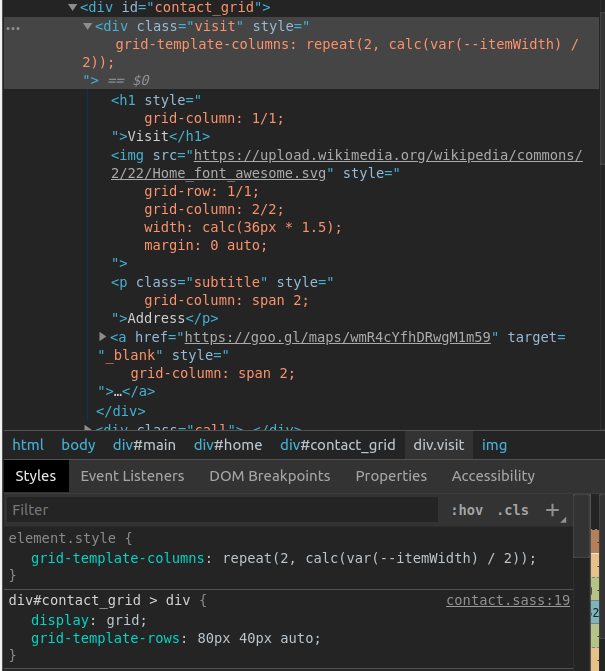 <div id="contact_grid">
<div class="visit" style="
grid-template-columns: repeat(2, calc(var(--itemWidth) /
2));
"> == $0
<h1 style="
grid-column: 1/1;
">Visit</h1>
<img src="https://upload.wikimedia.org/wikipedia/commons/
2/22/Home_font_awesome.svg" style="
grid-row: 1/1;
grid-column: 2/2;
width: calc(36px * 1.5);
margin: 0 auto;
">
<p class="subtitle" style="
grid-column: span 2;
">Address</p>
<a href="https://goo.gl/maps/wmR4cYfhDRwgM1m59" target=
"_blank" style="
grid-column: span 2;
">…</a>
</div>
<div class="call">…</div>
html body div#main div#home div#contact_grid div.visit img
Styles Event Listeners DOM Breakpoints Properties Accessibility
Filter :hov .cls +
element.style {
grid-template-columns: repeat(2, calc(var(--itemWidth) / 2));
}
div#contact_grid > div { contact.sass:19
display: grid;
grid-template-rows: 80px 40px auto;
}